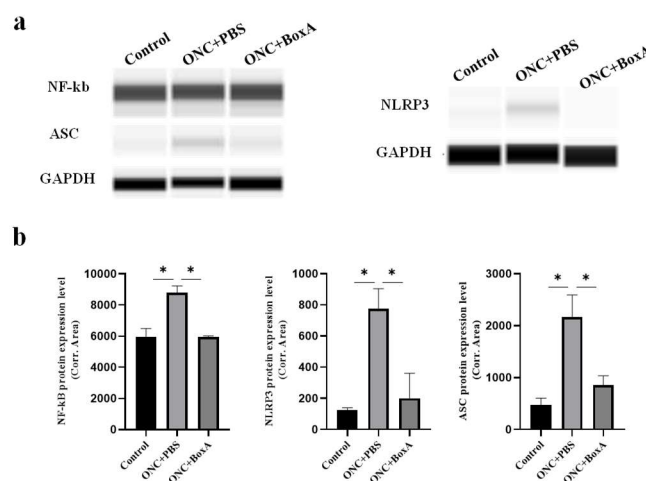 a
Control
ONC+PBS
ONC+BoxA
NF-kb
ASC
GAPDH
Control
ONC+PBS
ONC+BoxA
NLRP3
GAPDH
b
NF-kB protein expression level
(Corr. Area)
10000
8000
6000
4000
2000
0
* *
Control
ONC+PBS
ONC+BoxA
NLRP3 protein expression level
(Corr. Area)
1000
800
600
400
200
0
* *
Control
ONC+PBS
ONC+BoxA
ASC protein expression level
(Corr. Area)
3000
2000
1000
0
* *
Control
ONC+PBS
ONC+BoxA